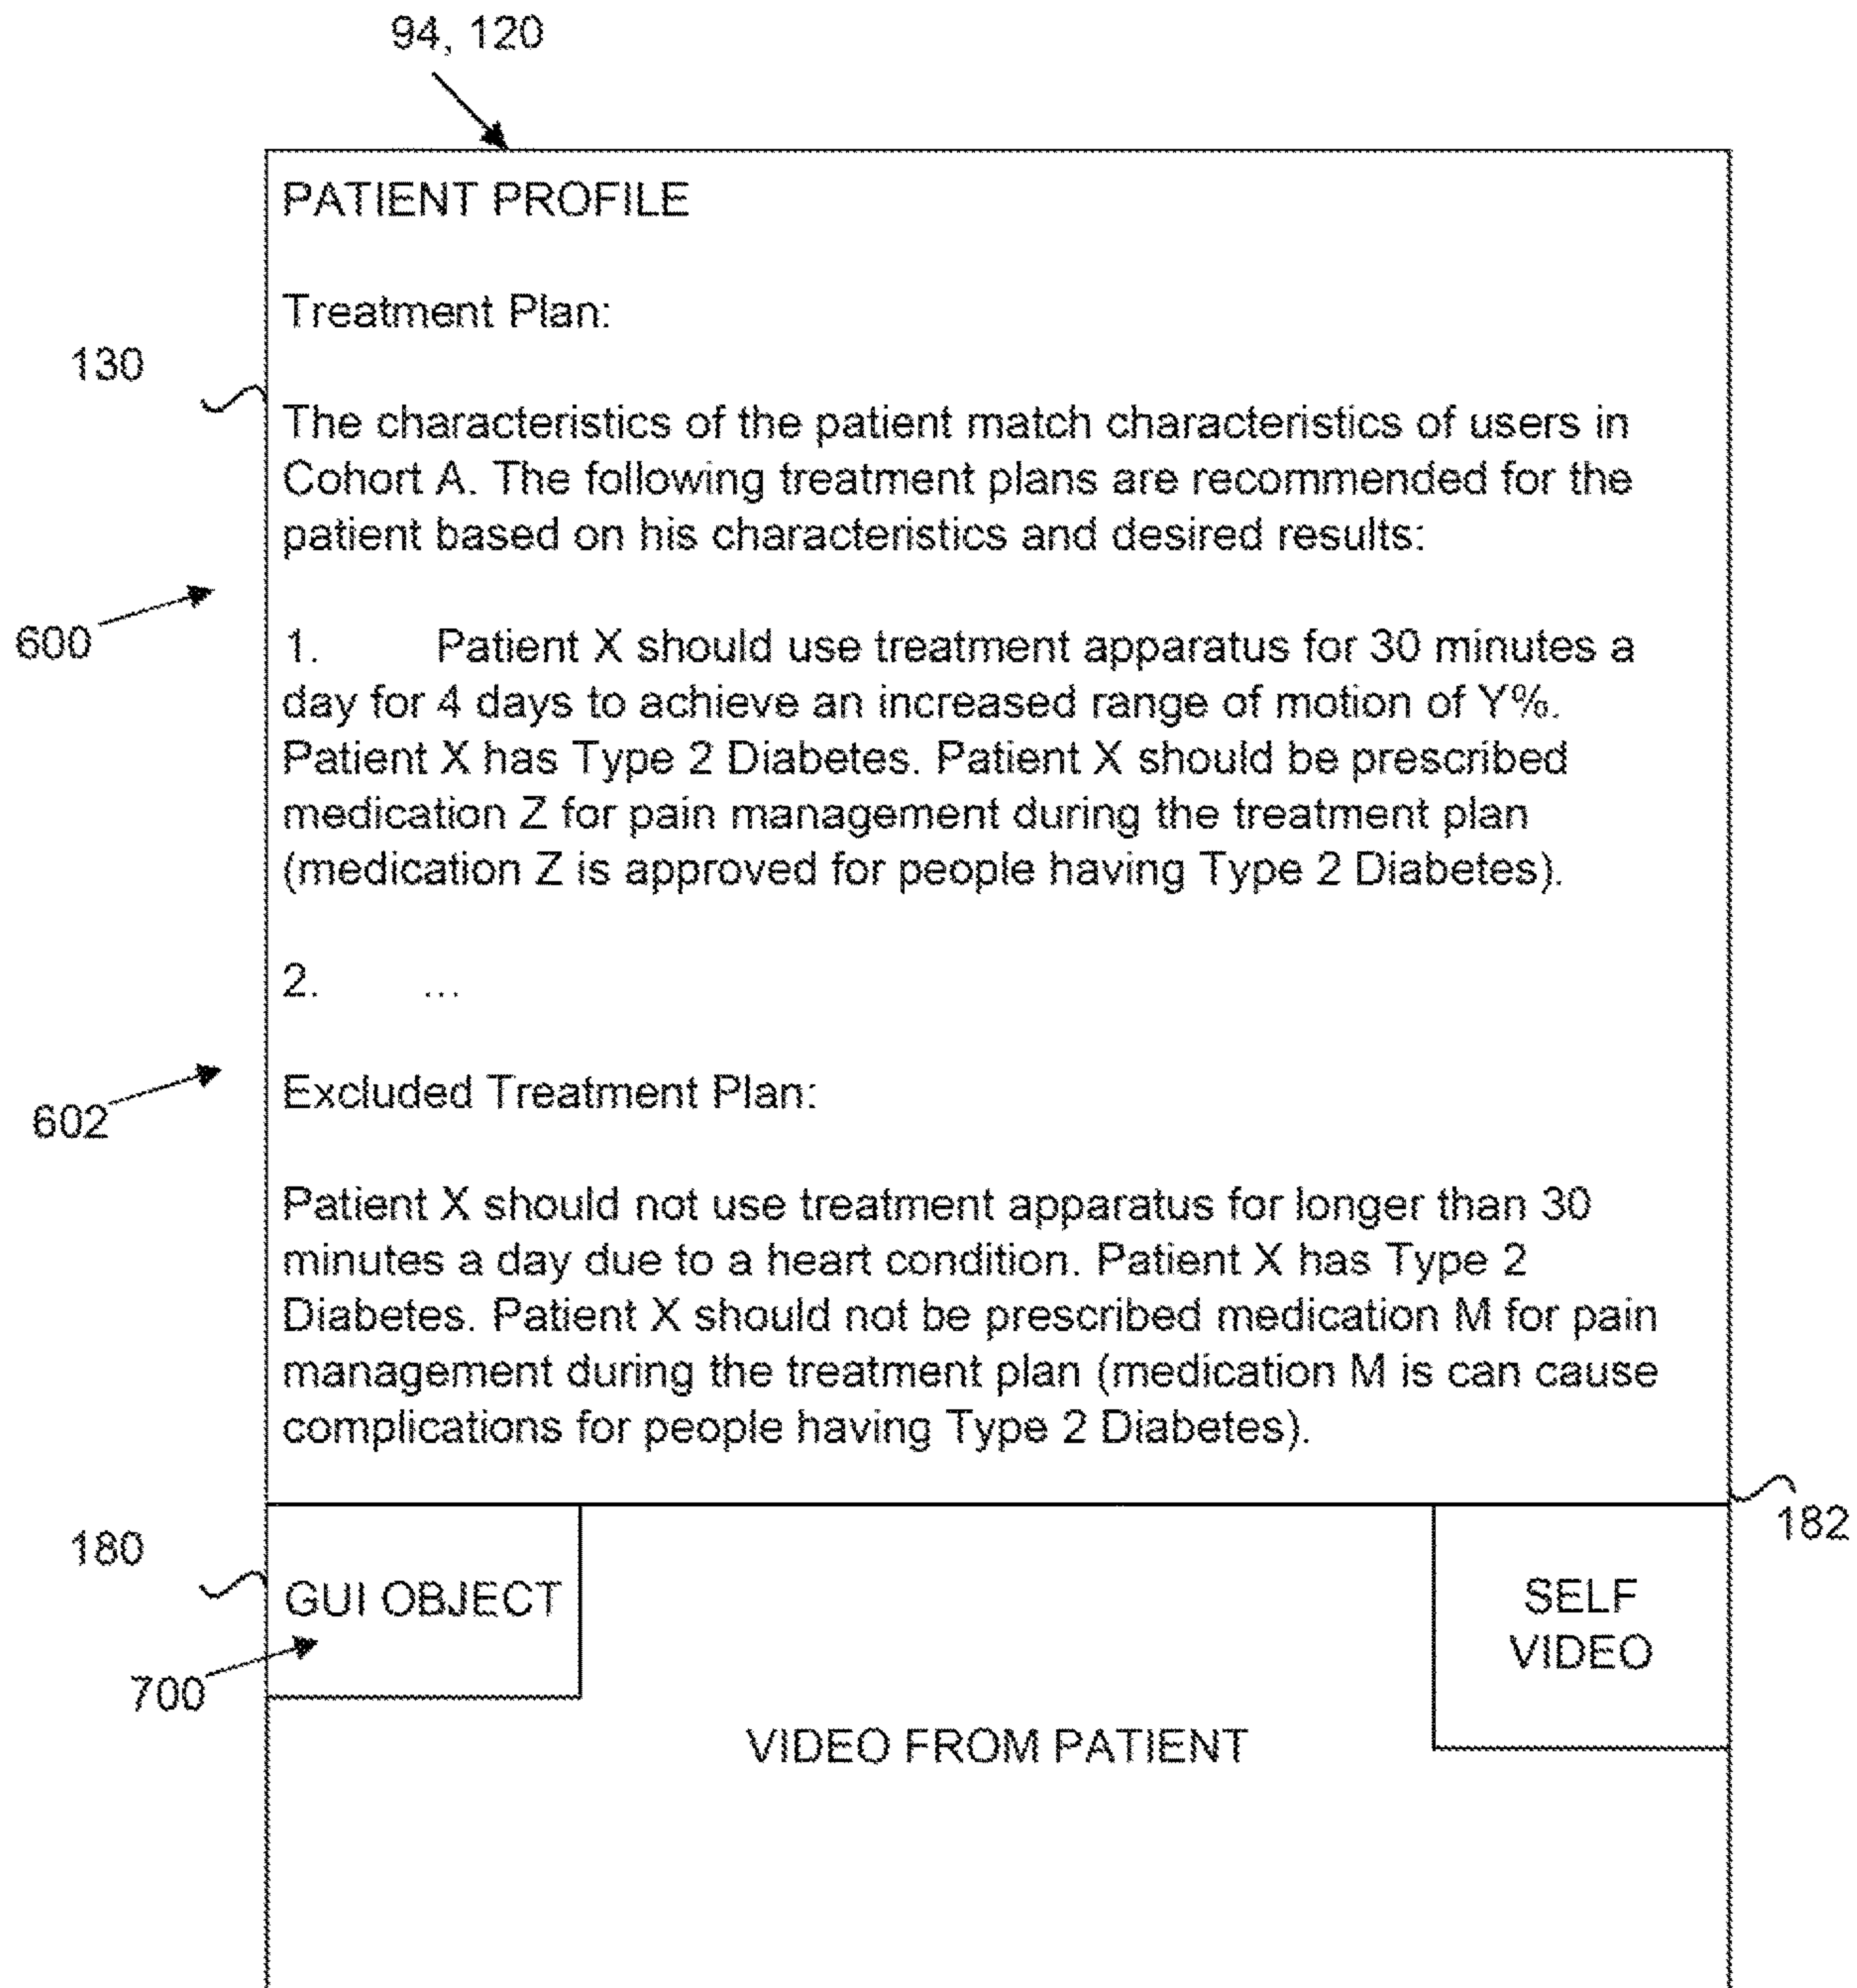 94, 120
PATIENT PROFILE
Treatment Plan:
130
The characteristics of the patient match characteristics of users in
Cohort A. The following treatment plans are recommended for the
patient based on his characteristics and desired results:
600
1. Patient X should use treatment apparatus for 30 minutes a
day for 4 days to achieve an increased range of motion of Y%.
Patient X has Type 2 Diabetes. Patient X should be prescribed
medication Z for pain management during the treatment plan
(medication Z is approved for people having Type 2 Diabetes).
2. ...
602
Excluded Treatment Plan:
Patient X should not use treatment apparatus for longer than 30
minutes a day due to a heart condition. Patient X has Type 2
Diabetes. Patient X should not be prescribed medication M for pain
management during the treatment plan (medication M is can cause
complications for people having Type 2 Diabetes).
182
180
GUI OBJECT
700
SELF
VIDEO
VIDEO FROM PATIENT